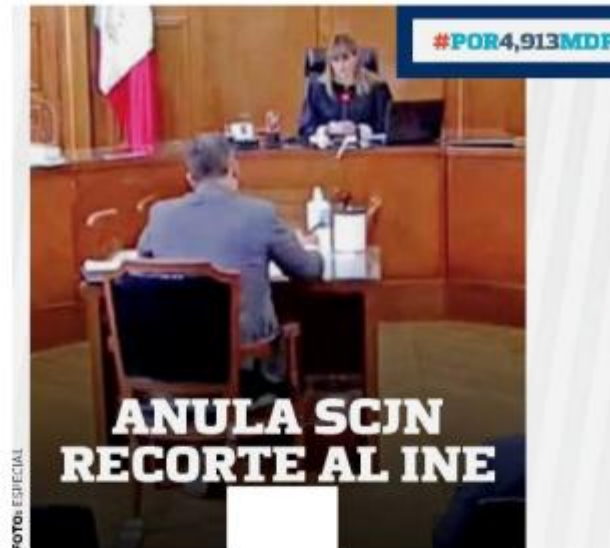 #POR4,913MDP
ANULA SCJN
RECORTE AL INE
FOTO: ESPECIAL